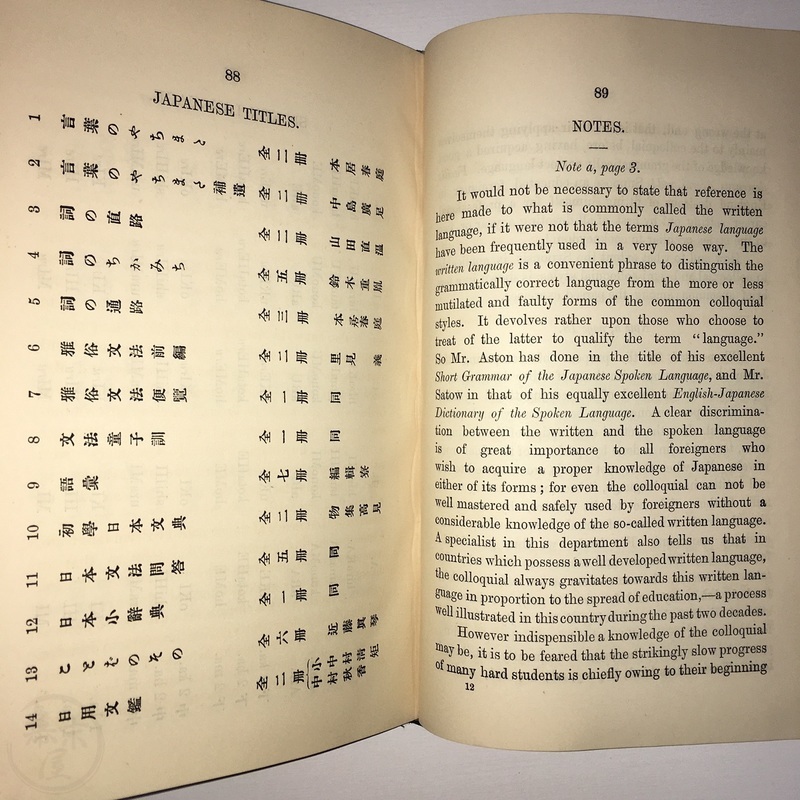 88
JAPANESE TITLES.
1 言葉のやちまた 全二冊 本居春庭
2 言葉のやちまた補遺 全二冊 中島廣足
3 詞の直路 全二冊 山田直温
4 詞のちかみち 全五冊 鈴木重胤
5 詞の通路 全三冊 本居春庭
6 雅俗文法前編 全二冊 里見義
7 雅俗文法便覽 全一冊 同
8 文法童子訓 全一冊 同
9 語彙 全七冊 編輯寮
10 初學日本文典 全二冊 物集高見
11 日本文法問答 全五冊 同
12 日本小辭典 全一冊 同
13 ことばのその 全六冊 近藤眞琴
14 日用文鑑 全二冊 小中村清矩 中村秋香
89
NOTES.
Note a, page 3.
It would not be necessary to state that reference is
here made to what is commonly called the written
language, if it were not that the terms Japanese language
have been frequently used in a very loose way. The
written language is a convenient phrase to distinguish the
grammatically correct language from the more or less
mutilated and faulty forms of the common colloquial
styles. It devolves rather upon those who choose to
treat of the latter to qualify the term "language."
So Mr. Aston has done in the title of his excellent
Short Grammar of the Japanese Spoken Language, and Mr.
Satow in that of his equally excellent English-Japanese
Dictionary of the Spoken Language. A clear discrimina-
tion between the written and the spoken language
is of great importance to all foreigners who
wish to acquire a proper knowledge of Japanese in
either of its forms; for even the colloquial can not be
well mastered and safely used by foreigners without a
considerable knowledge of the so-called written language.
A specialist in this department also tells us that in
countries which possess a well developed written language,
the colloquial always gravitates towards this written lan-
guage in proportion to the spread of education,—a process
well illustrated in this country during the past two decades.
However indispensible a knowledge of the colloquial
may be, it is to be feared that the strikingly slow progress
of many hard students is chiefly owing to their beginning
12